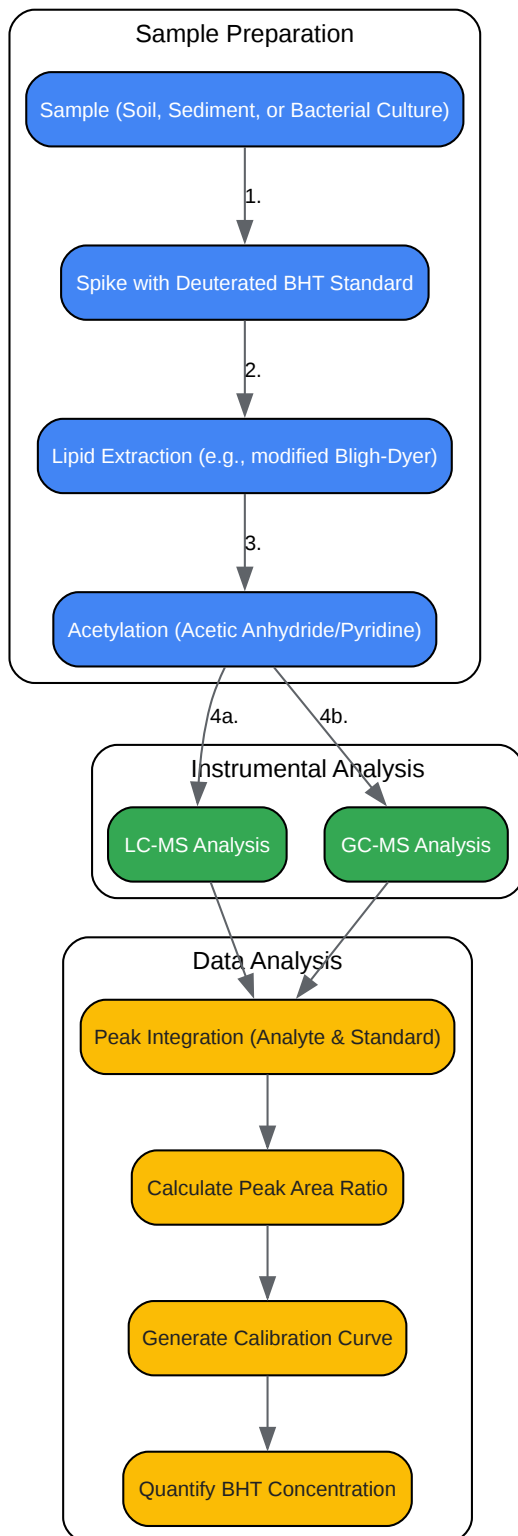 Sample Preparation
Sample (Soil, Sediment, or Bacterial Culture)
1.
Spike with Deuterated BHT Standard
2.
Lipid Extraction (e.g., modified Bligh-Dyer)
3.
Acetylation (Acetic Anhydride/Pyridine)
4a.
4b.
Instrumental Analysis
LC-MS Analysis
GC-MS Analysis
Data Analysis
Peak Integration (Analyte & Standard)
Calculate Peak Area Ratio
Generate Calibration Curve
Quantify BHT Concentration